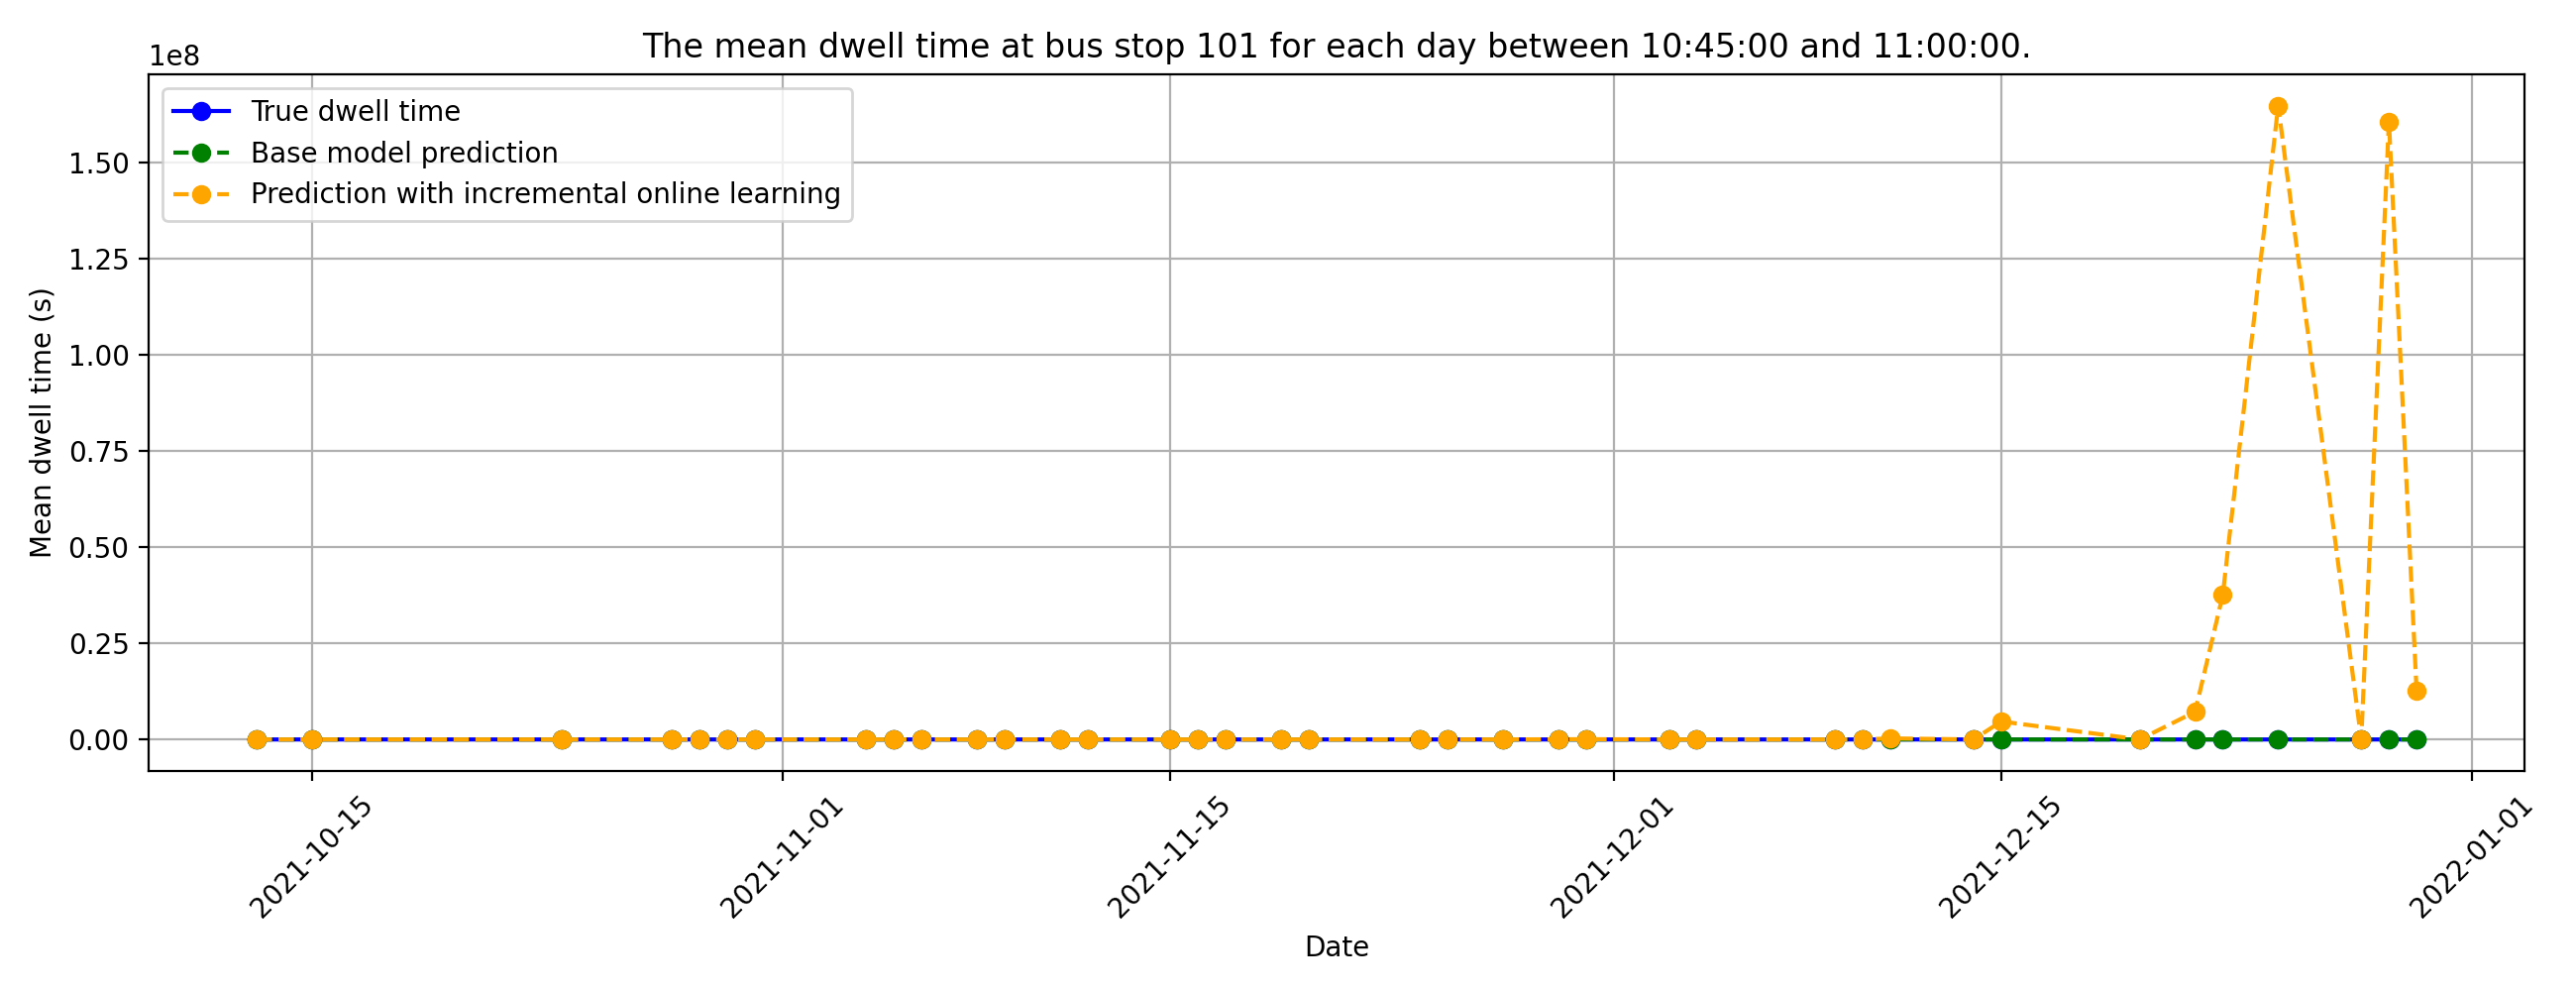 The mean dwell time at bus stop 101 for each day between 10:45:00 and 11:00:00.
1e8
True dwell time
Base model prediction
Prediction with incremental online learning
Mean dwell time (s)
1.50
1.25
1.00
0.75
0.50
0.25
0.00
2021-10-15
2021-11-01
2021-11-15
2021-12-01
2021-12-15
2022-01-01
Date